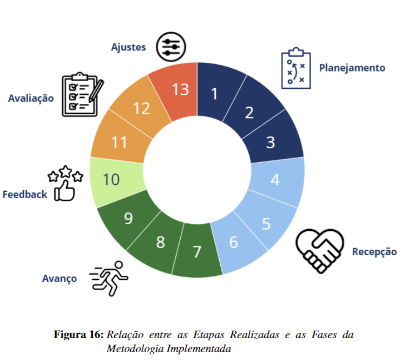 Ajustes
Planejamento
Avaliação
Feedback
Avanço
Recepção
1
2
3
4
5
6
7
8
9
10
11
12
13
Figura 16: Relação entre as Etapas Realizadas e as Fases da
Metodologia Implementada